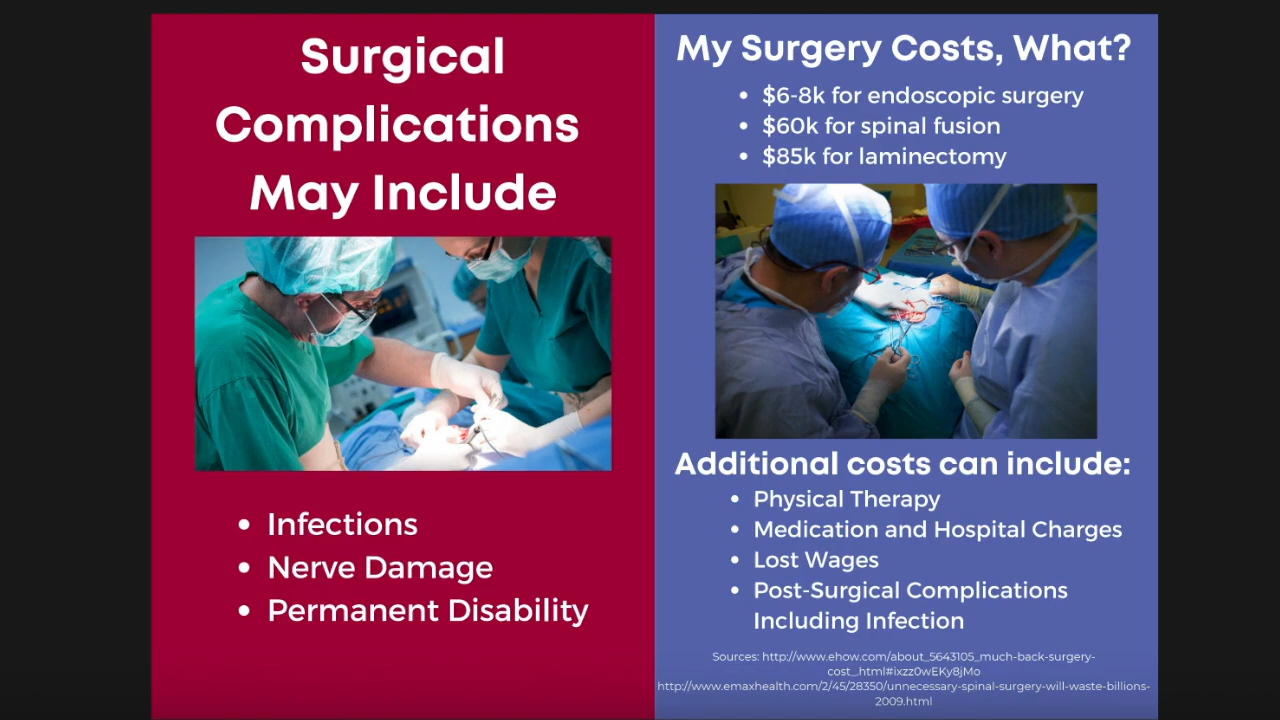 Surgical
Complications
May Include
• Infections
• Nerve Damage
• Permanent Disability
My Surgery Costs, What?
• $6-8k for endoscopic surgery
• $60k for spinal fusion
• $85k for laminectomy
Additional costs can include:
• Physical Therapy
• Medication and Hospital Charges
• Lost Wages
• Post-Surgical Complications
Including Infection
Sources: http://www.ehow.com/about_5643105_much-back-surgery-
cost_.html#ixzz0wEKy8jMo
http://www.emaxhealth.com/2/45/28350/unnecessary-spinal-surgery-will-waste-billions-
2009.html